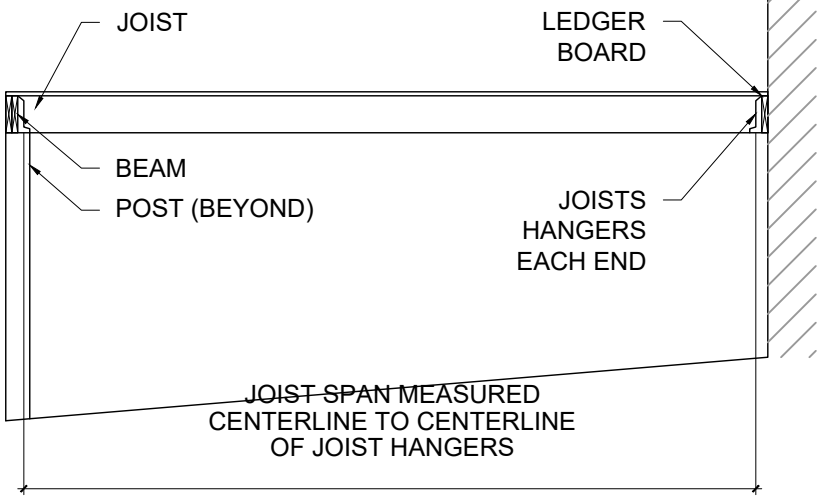 JOIST
LEDGER
BOARD
BEAM
POST (BEYOND)
JOISTS
HANGERS
EACH END
JOIST SPAN MEASURED
CENTERLINE TO CENTERLINE
OF JOIST HANGERS